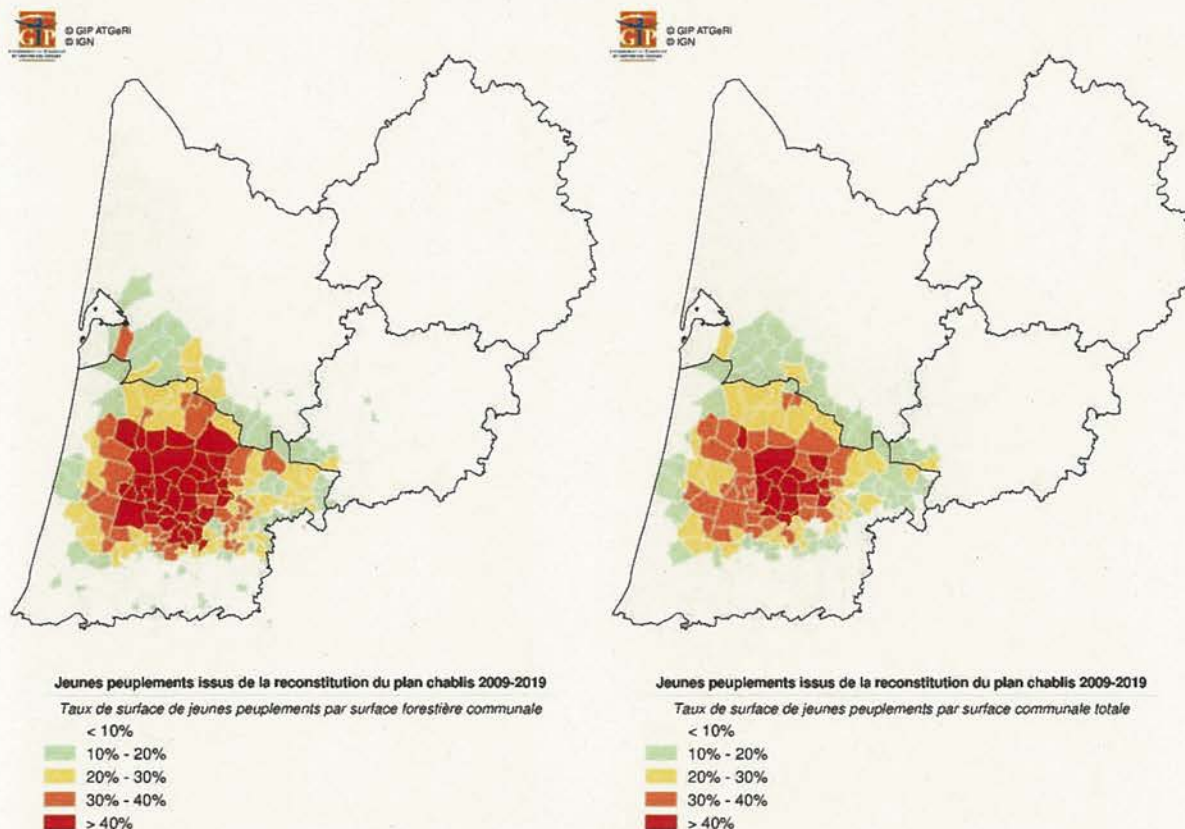 GIP
© GIP ATGeRi
© IGN
Jeunes peuplements issus de la reconstitution du plan chablis 2009-2019
Taux de surface de jeunes peuplements par surface forestière communale
< 10%
10% - 20%
20% - 30%
30% - 40%
> 40%
GIP
© GIP ATGeRi
© IGN
Jeunes peuplements issus de la reconstitution du plan chablis 2009-2019
Taux de surface de jeunes peuplements par surface communale totale
< 10%
10% - 20%
20% - 30%
30% - 40%
> 40%